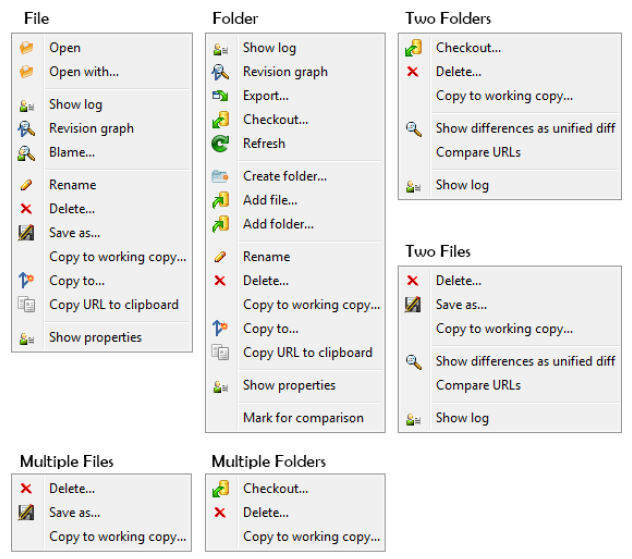 File
Open
Open with...
Show log
Revision graph
Blame...
Rename
Delete...
Save as...
Copy to working copy...
Copy to...
Copy URL to clipboard
Show properties
Folder
Show log
Revision graph
Export...
Checkout...
Refresh
Create folder...
Add file...
Add folder...
Rename
Delete...
Copy to working copy...
Copy to...
Copy URL to clipboard
Show properties
Mark for comparison
Two Folders
Checkout...
Delete...
Copy to working copy...
Show differences as unified diff
Compare URLs
Show log
Two Files
Delete...
Save as...
Copy to working copy...
Show differences as unified diff
Compare URLs
Show log
Multiple Files
Delete...
Save as...
Copy to working copy...
Multiple Folders
Checkout...
Delete...
Copy to working copy...